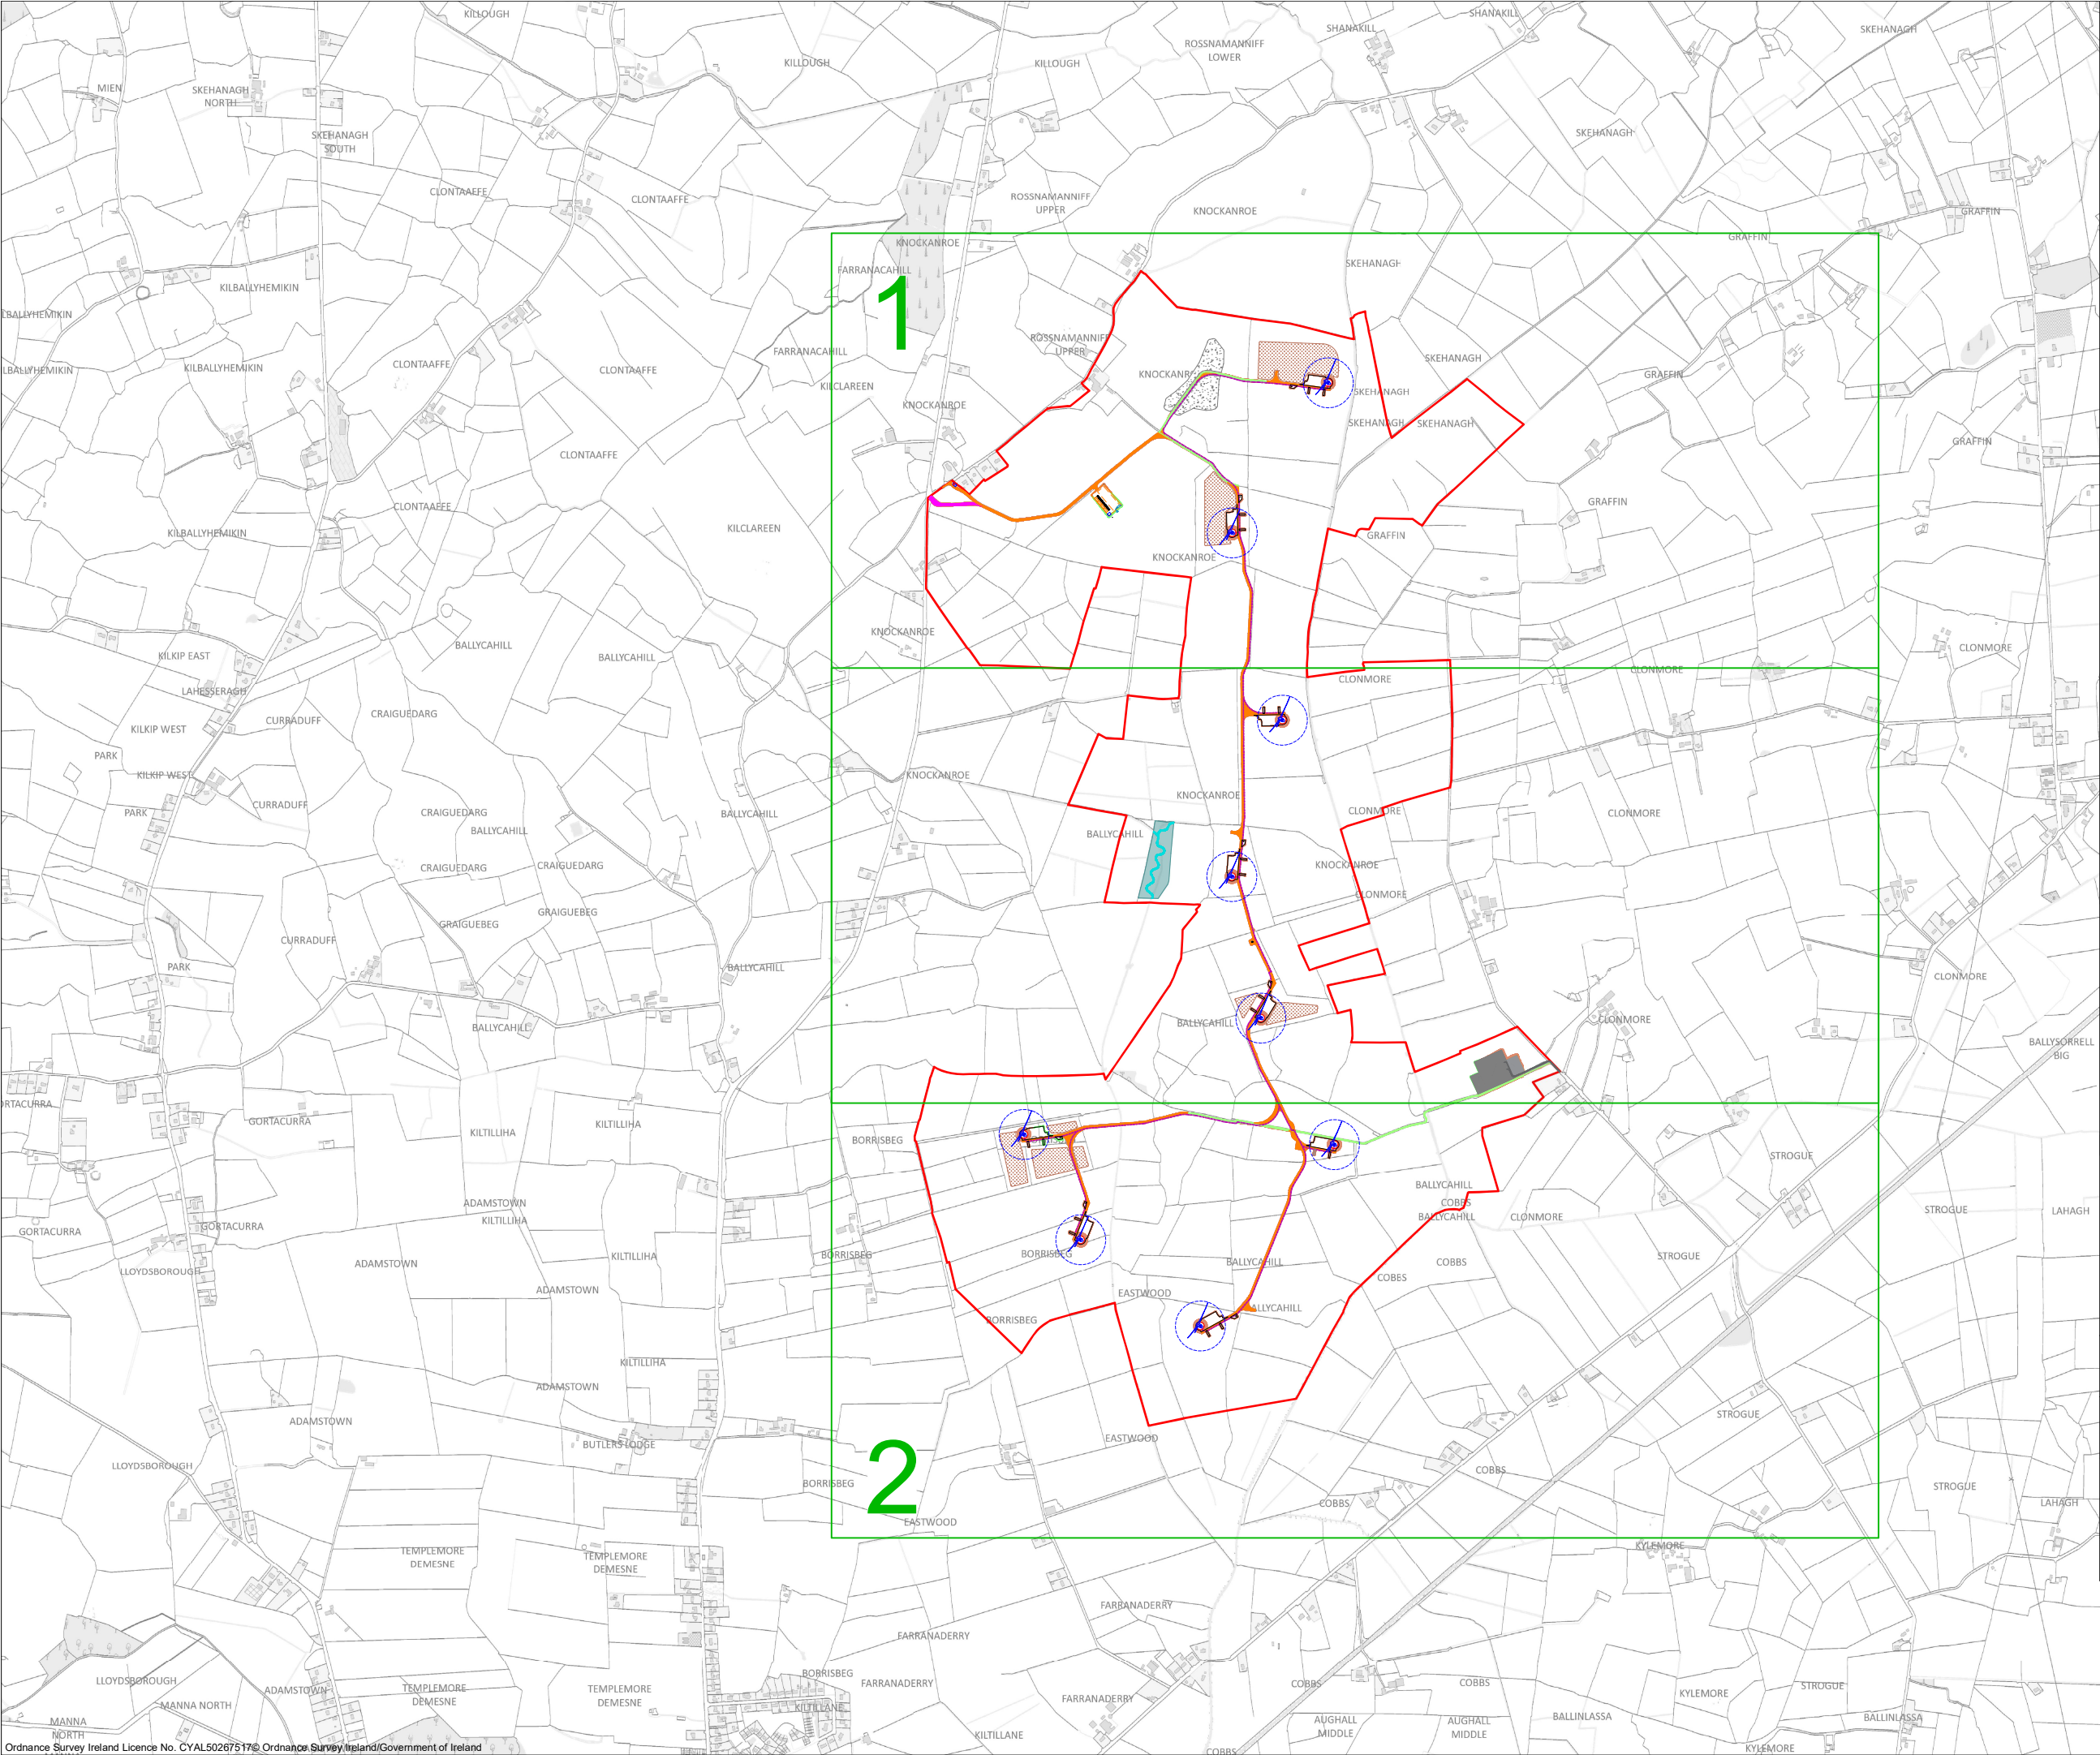 KILLOUGH
SHANAKILL
SHANAKILL
SKEHANAGH
ROSSNAMANNIFF
LOWER
KILLOUGH
KILLOUGH
MIEN
SKEHANAGH
NORTH
SKEHANAGH
SOUTH
SKEHANAGH
CLONTAAFFE
CLONTAAFFE
ROSSNAMANNIFF
UPPER
KNOCKANROE
GRAFFIN
GRAFFIN
KNOCKANROE
SKEHANAGH
FARRANACAHILL
1
KILBALLYHEMIKIN
LBALLYHEMIKIN
ROSSNAMANNIFF
UPPER
FARRANACAHILL
SKEHANAGH
CLONTAAFFE
KILBALLYHEMIKIN
LBALLYHEMIKIN
CLONTAAFFE
KNOCKANR
GRAFFIN
KILCLAREEN
SKEHANAGH
KNOCKANROE
SKEHANAGH
SKEHANAGH
GRAFFIN
CLONTAAFFE
CLONTAAFFE
GRAFFIN
KILCLAREEN
KILBALLYHEMIKIN
GRAFFIN
KNOCKANROE
KNOCKANROE
BALLYCAHILL
BALLYCAHILL
KILKIP EAST
CLONMORE
CLONMORE
CLONMORE
LAHESSERAGH
CURRADUFF
CRAIGUEDARG
KILKIP WEST
PARK
KILKIP WEST
KNOCKANROE
KNOCKANROE
CURRADUFF
PARK
CRAIGUEDARG
BALLYCAHILL
CLONMORE
CLONMORE
BALLYCAHILL
BALLYCAHILL
CRAIGUEDARG
CRAIGUEDARG
KNOCKANROE
CLONMORE
GRAIGUEBEG
GRAIGUEBEG
CURRADUFF
PARK
BALLYCAHILL
CLONMORE
BALLYCAHILL
BALLYCAHILL
CLONMORE
BALLYSORRELL
BIG
ORTACURRA
GORTACURRA
KILTILLIHA
KILTILLIHA
BORRISBEG
STROGUE
BALLYCAHILL
ADAMSTOWN
COBBS
KILTILLIHA
BALLYCAHILL
CLONMORE
STROGUE
LAHAGH
GORTACURRA
GORTACURRA
KILTILLIHA
BORRISBEG
BORRISBEG
STROGUE
ADAMSTOWN
BALLYCAHILL
COBBS
LLOYDSBOROUGH
COBES
ADAMSTOWN
EASTWOOD
ALLYCAHILL
BORRISBEG
KILTILLIHA
ADAMSTOWN
ADAMSTOWN
STROGUE
BUTLERS LODGE
EASTWOOD
LLOYDSBOROUGH
COBBS
2
BORRISBEG
STROGUE
LAHAGH
COBBS
EASTWOOD
KYLEMORE
TEMPLEMORE
DEMESNE
TEMPLEMORE
DEMESNE
FARRANADERRY
FARRANADERRY
BORRISBEG
LLOYDSBOROUGH
FARRANADERRY
COBBS
COBBS
STROGUE
ADAMSTOWN
TEMPLEMORE
DEMESNE
TEMPLEMORE
DEMESNE
KYLEMORE
FARRANADERRY
MANNA NORTH
KILTILLANE
BALLINLASSA
BALLINLASSA
MANNA
NORTH
AUGHALL
MIDDLE
AUGHALL
MIDDLE
KILTILLANE
KYLEMORE
COBBS
Ordnance Survey Ireland Licence No. CYAL50267517© Ordnance Survey Ireland/Government of Ireland